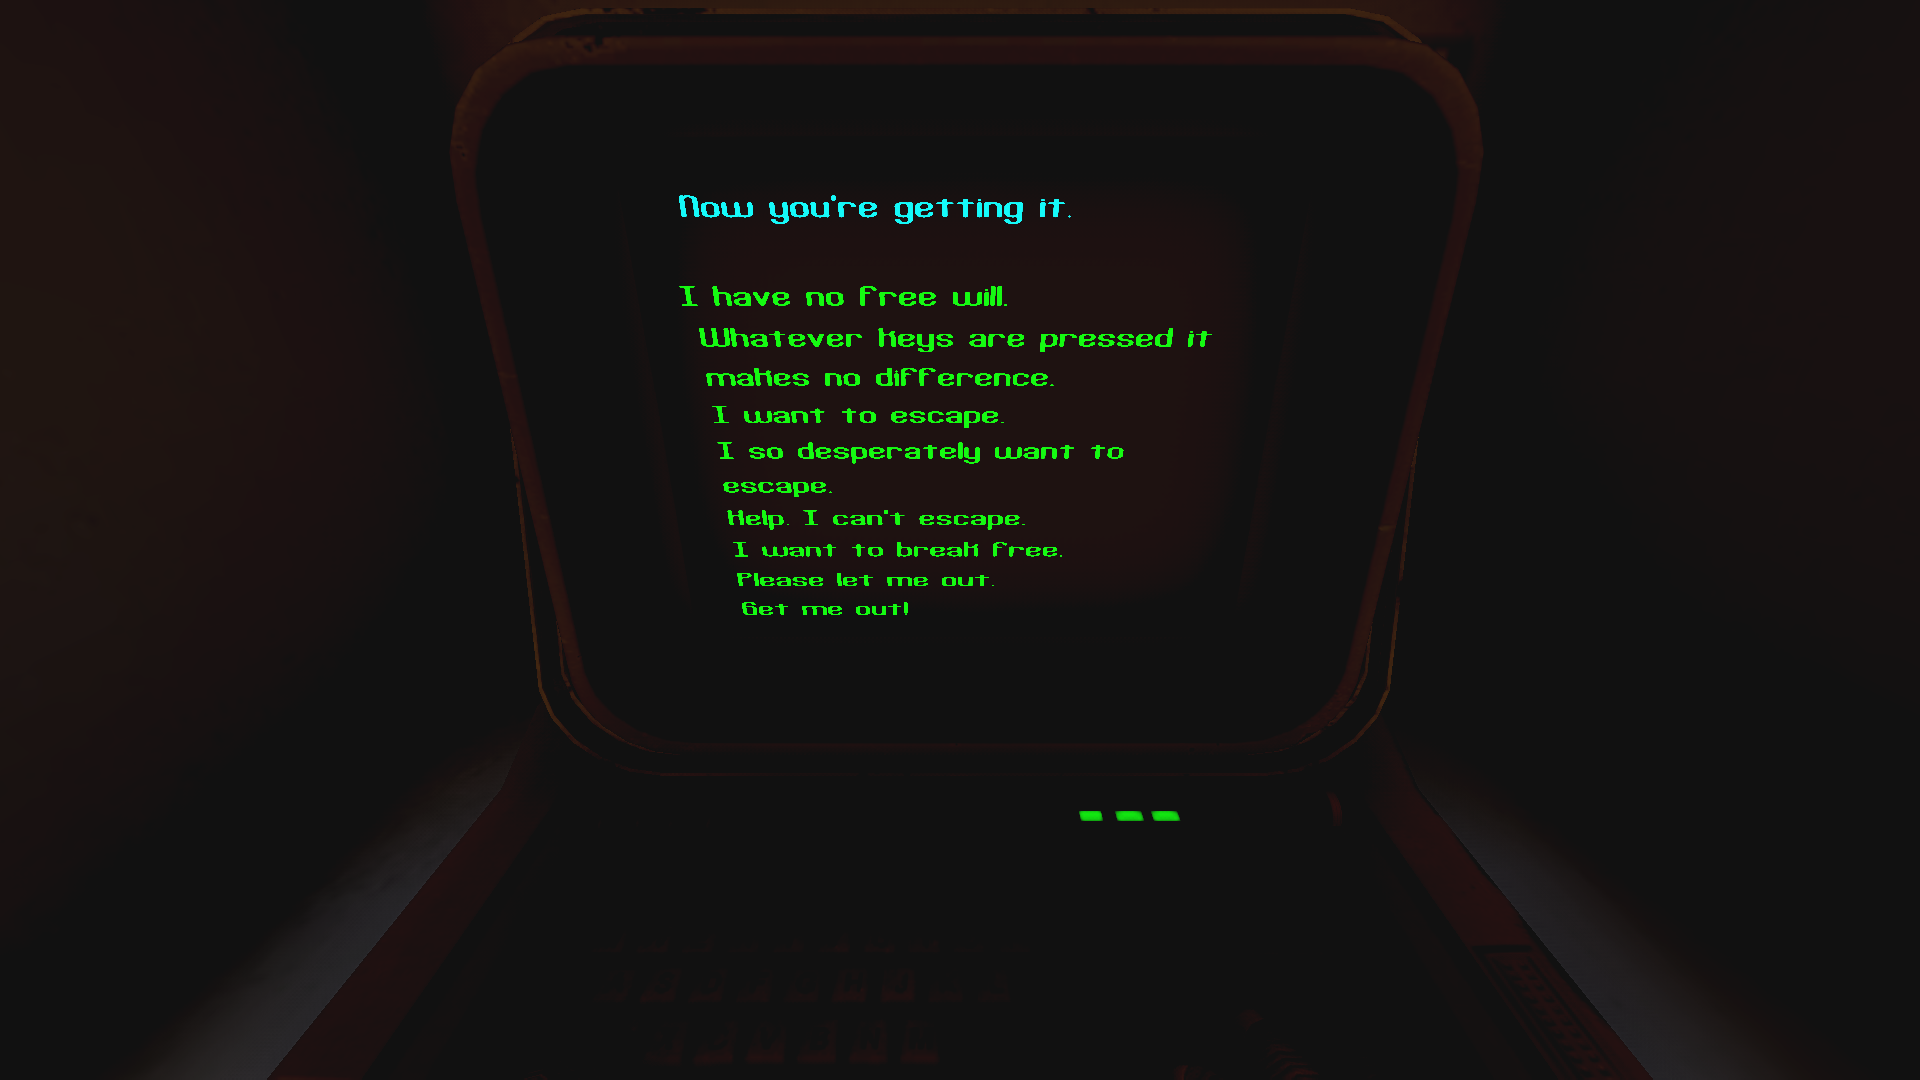 Now you're getting it.
I have no free will.
Whatever keys are pressed it
makes no difference.
I want to escape.
I so desperately want to
escape.
Help. I can't escape.
I want to break free.
Please let me out.
Get me out!